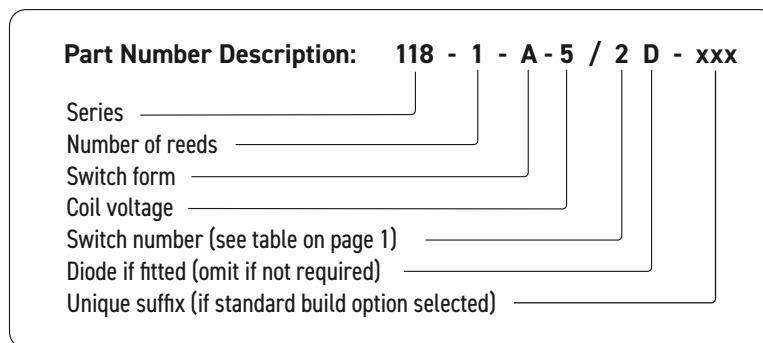 Part Number Description: 118 - 1 - A - 5 / 2 D - xxx
Series
Number of reeds
Switch form
Coil voltage
Switch number (see table on page 1)
Diode if fitted (omit if not required)
Unique suffix (if standard build option selected)